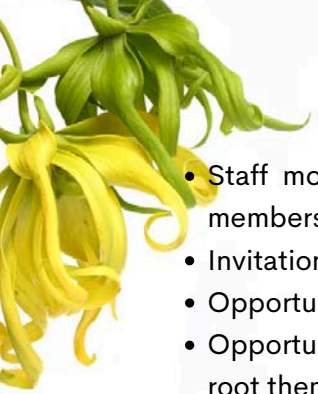 • Staff mo
members
• Invitation
• Opportu
• Opportu
root ther